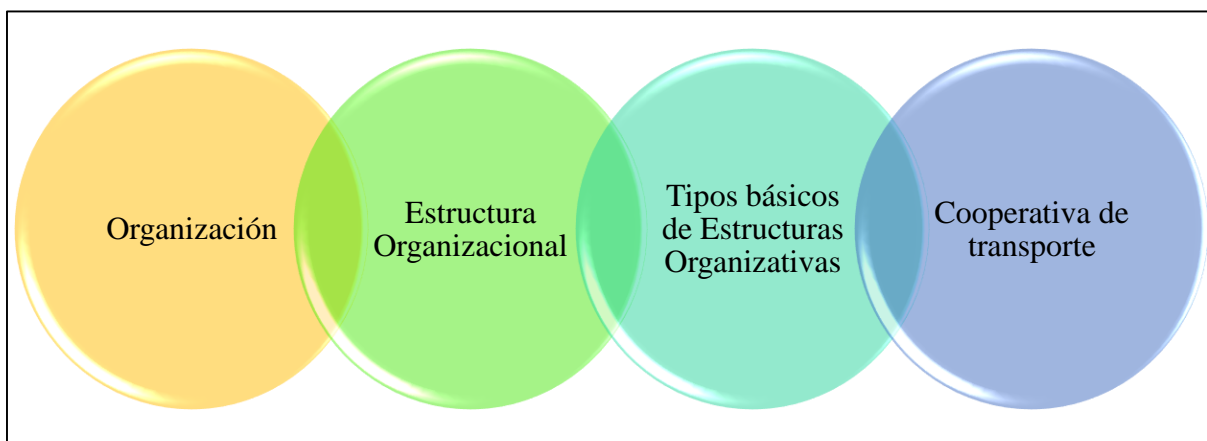 Organización
Estructura
Organizacional
Tipos básicos
de Estructuras
Organizativas
Cooperativa de
transporte